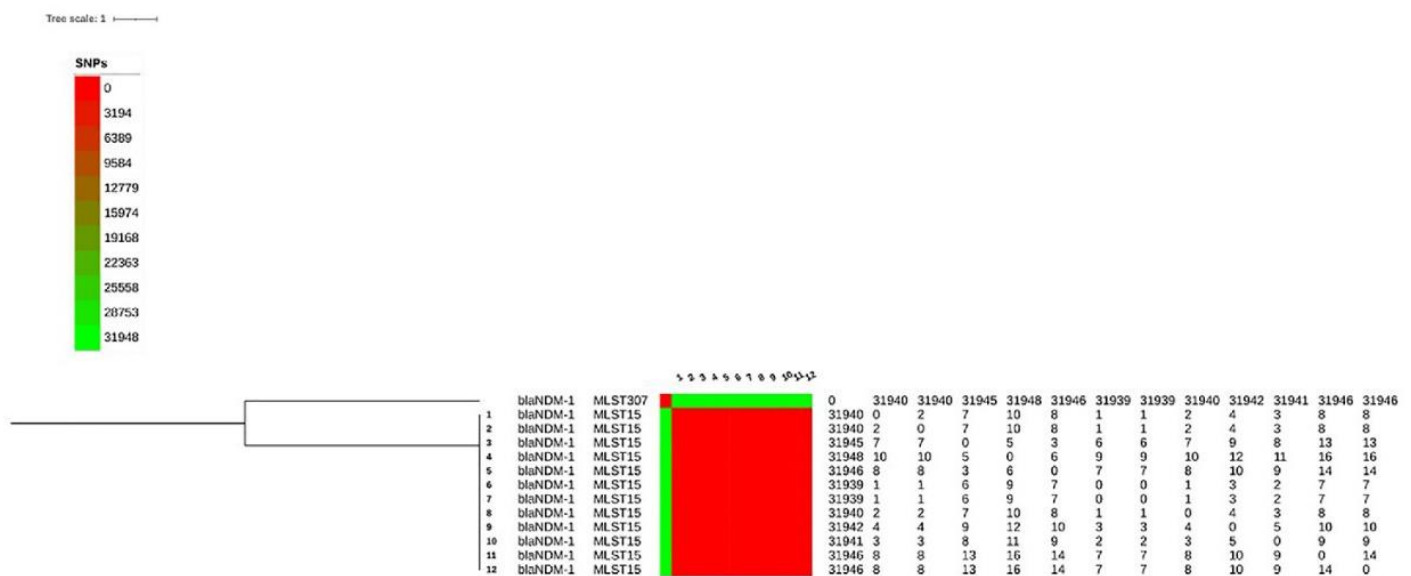 Tree scale: 1
SNPs
0
3194
6389
9584
12779
15974
19168
22363
25558
28753
31948
1 2 3 4 5 6 7 8 9 10 11 12
blaNDM-1 MLST307 0 31940 31940 31945 31948 31946 31939 31939 31940 31942 31941 31946 31946
1 blaNDM-1 MLST15 31940 0 2 7 10 8 1 1 2 4 3 8 8
2 blaNDM-1 MLST15 31940 2 0 7 10 8 1 1 2 4 3 8 8
3 blaNDM-1 MLST15 31945 7 7 0 5 3 6 6 7 9 8 13 13
4 blaNDM-1 MLST15 31948 10 10 5 0 6 9 9 10 12 11 16 16
5 blaNDM-1 MLST15 31946 8 8 3 6 0 7 7 8 10 9 14 14
6 blaNDM-1 MLST15 31939 1 1 6 9 7 0 0 1 3 2 7 7
7 blaNDM-1 MLST15 31939 1 1 6 9 7 0 0 1 3 2 7 7
8 blaNDM-1 MLST15 31940 2 2 7 10 8 1 1 0 4 3 8 8
9 blaNDM-1 MLST15 31942 4 4 9 12 10 3 3 4 0 5 10 10
10 blaNDM-1 MLST15 31941 3 3 8 11 9 2 2 3 5 0 9 9
11 blaNDM-1 MLST15 31946 8 8 13 16 14 7 7 8 10 9 0 14
12 blaNDM-1 MLST15 31946 8 8 13 16 14 7 7 8 10 9 14 0